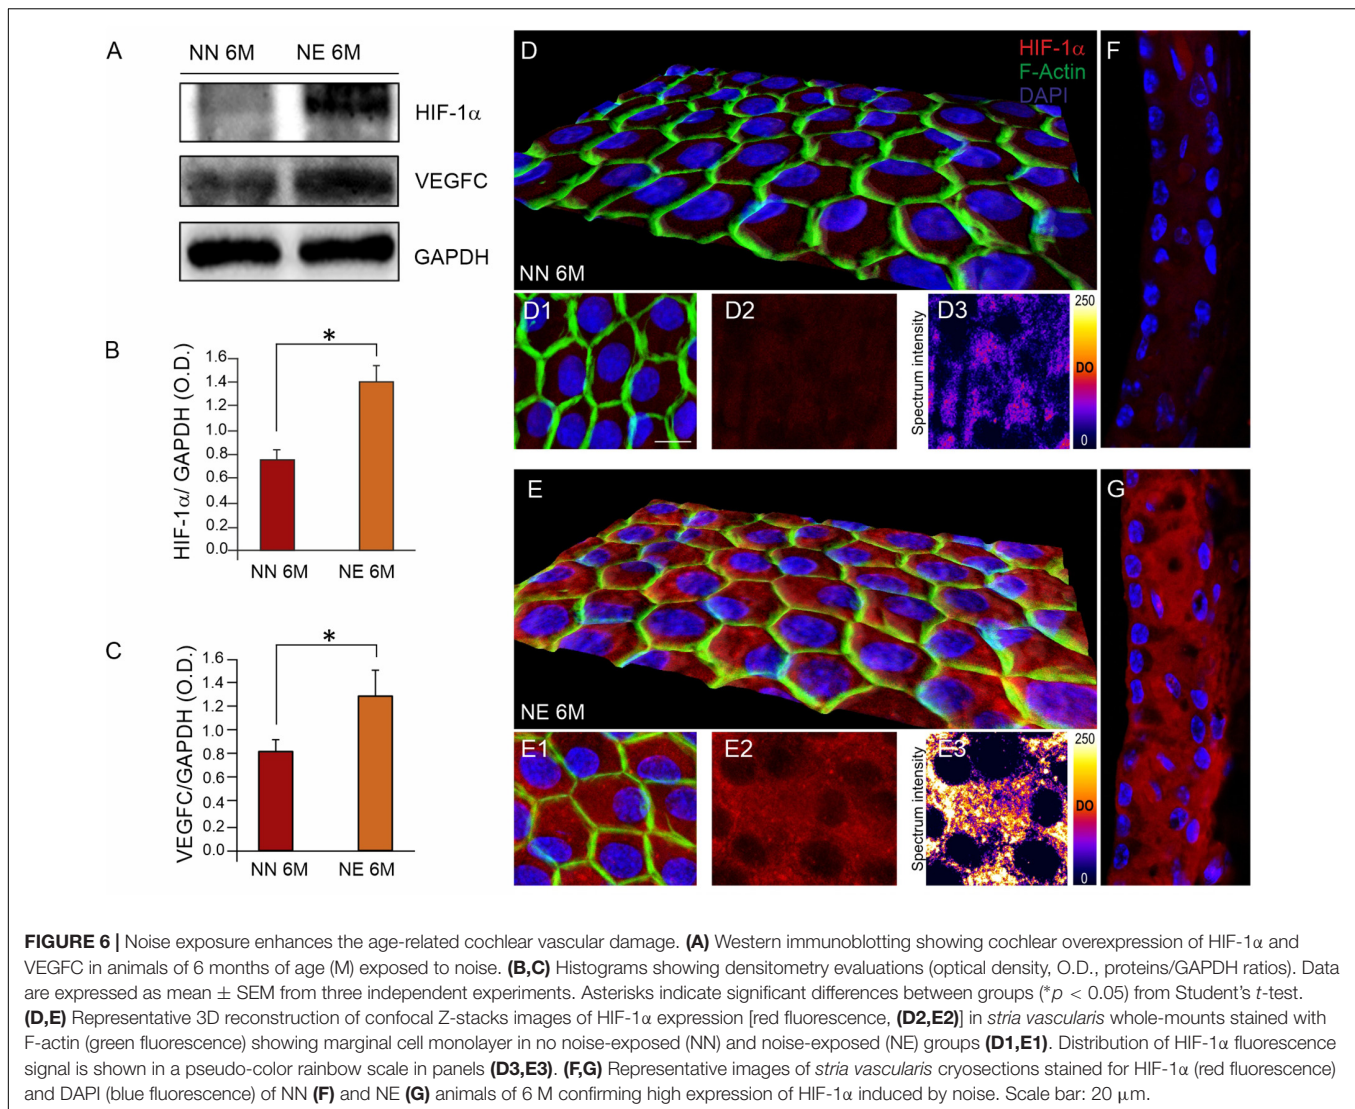 A
NN 6M NE 6M
HIF-1α
VEGFC
GAPDH
B
HIF-1α/ GAPDH (O.D.)
1.6
1.4
1.2
1.0
0.8
0.6
0.4
0.2
0.0
*
NN 6M NE 6M
C
VEGFC/GAPDH (O.D.)
1.6
1.4
1.2
1.0
0.8
0.6
0.4
0.2
0.0
*
NN 6M NE 6M
D
HIF-1α
F-Actin
DAPI
NN 6M
D1
D2
D3
Spectrum intensity
250
DO
0
F
E
NE 6M
E1
E2
E3
Spectrum intensity
250
DO
0
G
FIGURE 6 | Noise exposure enhances the age-related cochlear vascular damage. (A) Western immunoblotting showing cochlear overexpression of HIF-1α and
VEGFC in animals of 6 months of age (M) exposed to noise. (B,C) Histograms showing densitometry evaluations (optical density, O.D., proteins/GAPDH ratios). Data
are expressed as mean ± SEM from three independent experiments. Asterisks indicate significant differences between groups (*p < 0.05) from Student's t-test.
(D,E) Representative 3D reconstruction of confocal Z-stacks images of HIF-1α expression [red fluorescence, (D2,E2)] in stria vascularis whole-mounts stained with
F-actin (green fluorescence) showing marginal cell monolayer in no noise-exposed (NN) and noise-exposed (NE) groups (D1,E1). Distribution of HIF-1α fluorescence
signal is shown in a pseudo-color rainbow scale in panels (D3,E3). (F,G) Representative images of stria vascularis cryosections stained for HIF-1α (red fluorescence)
and DAPI (blue fluorescence) of NN (F) and NE (G) animals of 6 M confirming high expression of HIF-1α induced by noise. Scale bar: 20 μm.